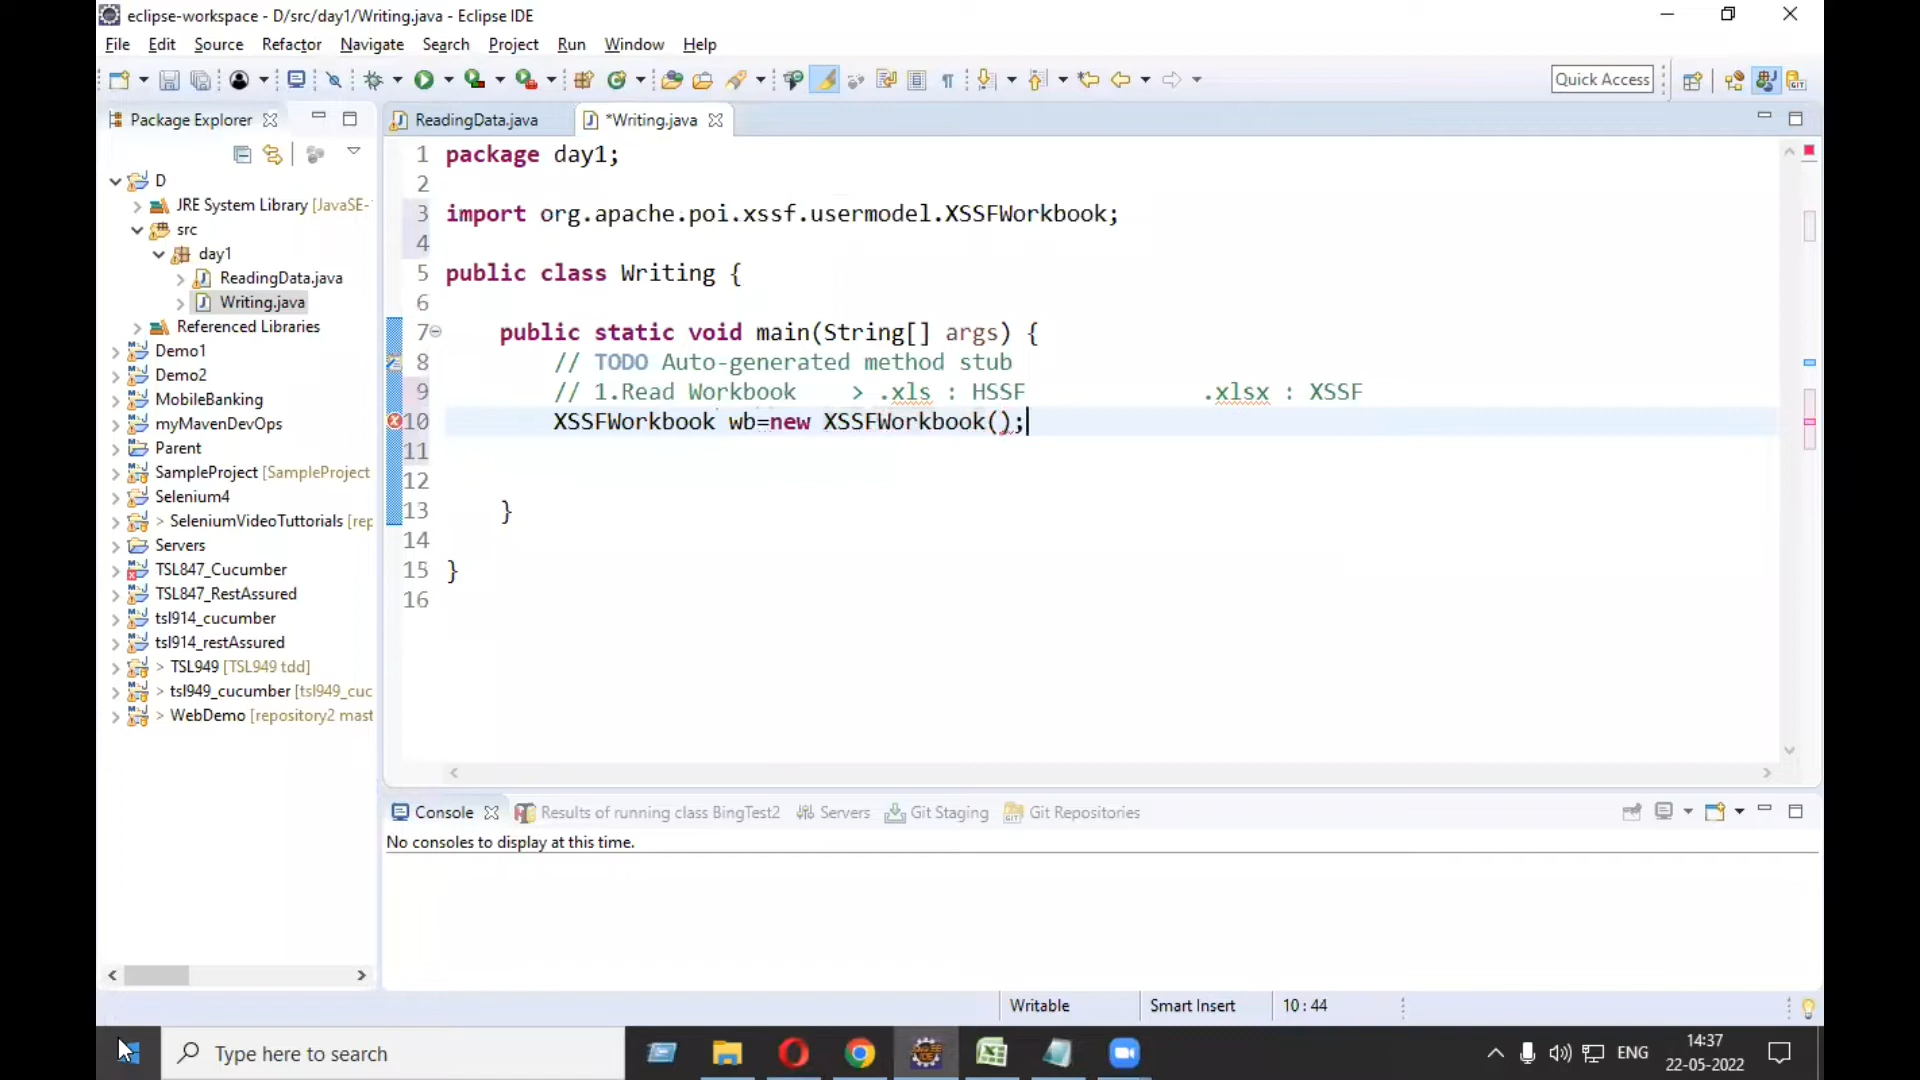 eclipse-workspace - D/src/day1/Writing.java - Eclipse IDE
File Edit Source Refactor Navigate Search Project Run Window Help
Quick Access
Package Explorer
ReadingData.java
*Writing.java
D
JRE System Library [JavaSE-
src
day1
ReadingData.java
Writing.java
Referenced Libraries
Demo1
Demo2
MobileBanking
myMavenDevOps
Parent
SampleProject [SampleProject
Selenium4
> SeleniumVideoTuttorials [rep
Servers
TSL847_Cucumber
TSL847_RestAssured
tsl914_cucumber
tsl914_restAssured
> TSL949 [TSL949 tdd]
> tsl949_cucumber [tsl949_cuc
> WebDemo [repository2 mast
1 package day1;
2
3 import org.apache.poi.xssf.usermodel.XSSFWorkbook;
4
5 public class Writing {
6
7 public static void main(String[] args) {
8 // TODO Auto-generated method stub
9 // 1.Read Workbook > .xls : HSSF .xlsx : XSSF
10 XSSFWorkbook wb=new XSSFWorkbook();
11
12
13 }
14
15 }
16
Console Results of running class BingTest2 Servers Git Staging Git Repositories
No consoles to display at this time.
Writable Smart Insert 10 : 44
Type here to search
ENG
14:37
22-05-2022